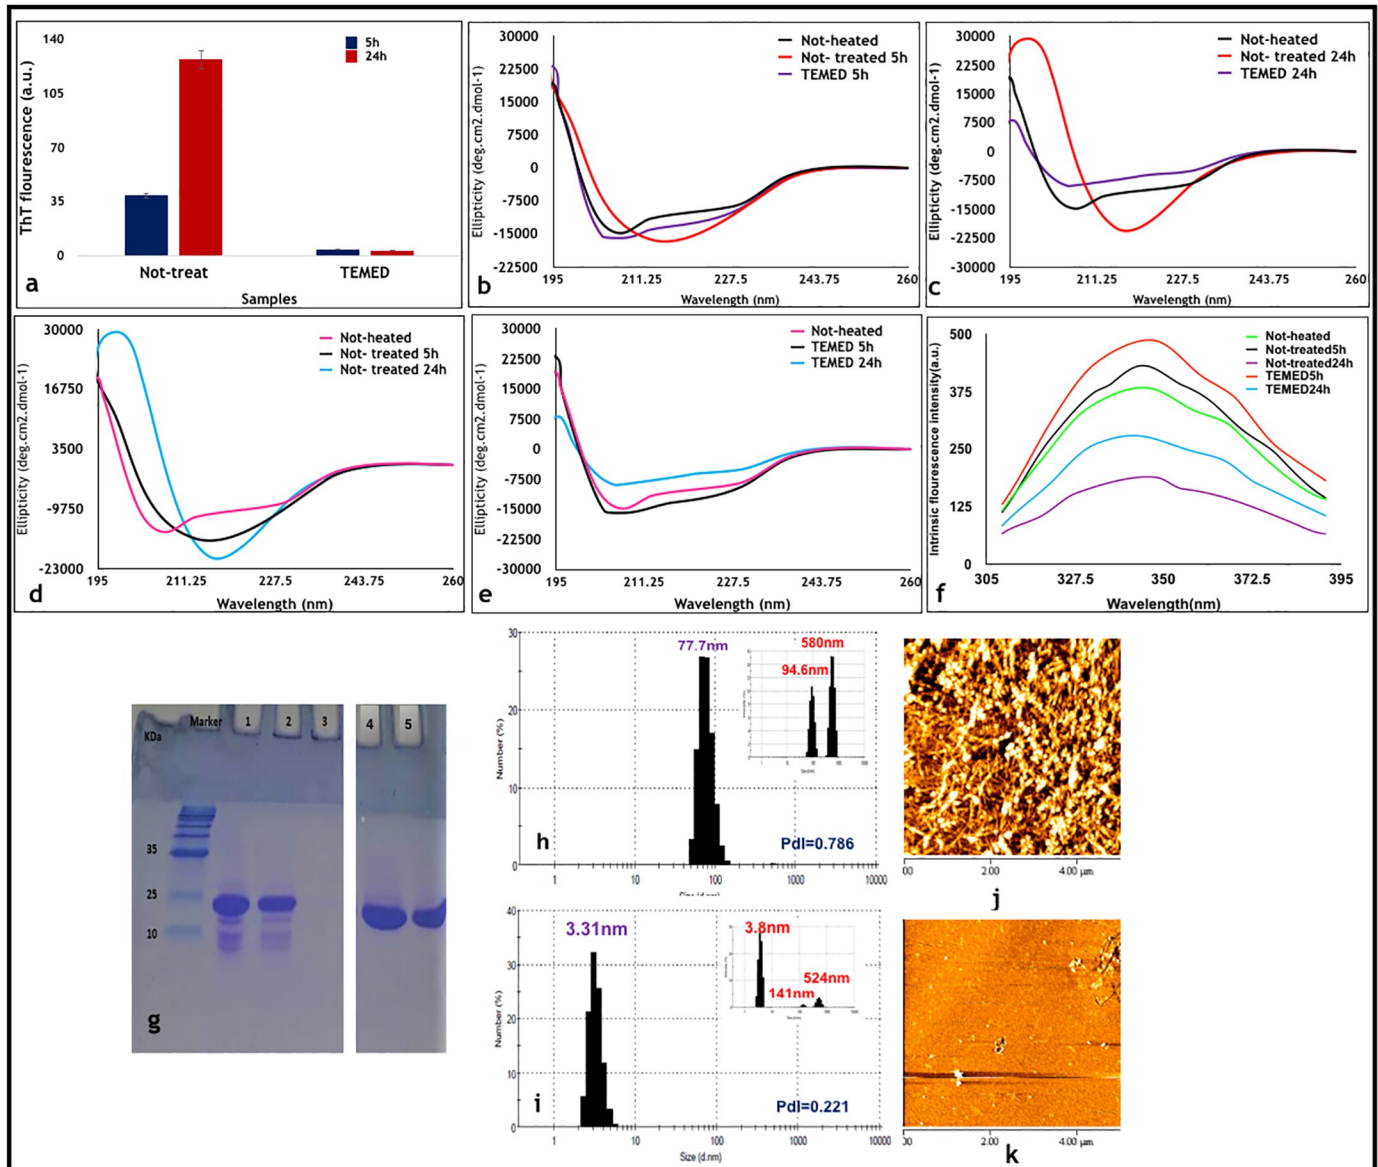 140
105
70
35
0
ThT flourescence (a.u.)
5h
24h
Not-treat
TEMED
Samples
a
30000
22500
15000
7500
0
-7500
-15000
-22500
Ellipticity (deg.cm2.dmol-1)
Not-heated
Not- treated 5h
TEMED 5h
195 211.25 227.5 243.75 260
Wavelength (nm)
b
30000
22500
15000
7500
0
-7500
-15000
-22500
-30000
Ellipticity (deg.cm2.dmol-1)
Not-heated
Not- treated 24h
TEMED 24h
195 211.25 227.5 243.75 260
Wavelength (nm)
c
30000
16750
3500
-9750
-23000
Ellipticity (deg.cm2.dmol-1)
Not-heated
Not- treated 5h
Not- treated 24h
195 211.25 227.5 243.75 260
Wavelength (nm)
d
30000
22500
15000
7500
0
-7500
-15000
-22500
-30000
Ellipticity (deg.cm2.dmol-1)
Not-heated
TEMED 5h
TEMED 24h
195 211.25 227.5 243.75 260
Wavelength (nm)
e
500
375
250
125
0
Intrinsic flourescence intensity(a.u.)
Not-heated
Not-treated5h
Not-treated24h
TEMED5h
TEMED24h
305 327.5 350 372.5 395
Wavelength(nm)
f
KDa
Marker 1 2 3 4 5
35
25
10
g
30
20
10
0
Number (%)
77.7nm
94.6nm
580nm
PdI=0.786
1 10 100 1000 10000
Size (d.nm)
h
40
30
20
10
0
Number (%)
3.31nm
3.8nm
141nm
524nm
PdI=0.221
1 10 100 1000 10000
Size (d.nm)
i
2.00 4.00 µm
j
2.00 4.00 µm
k